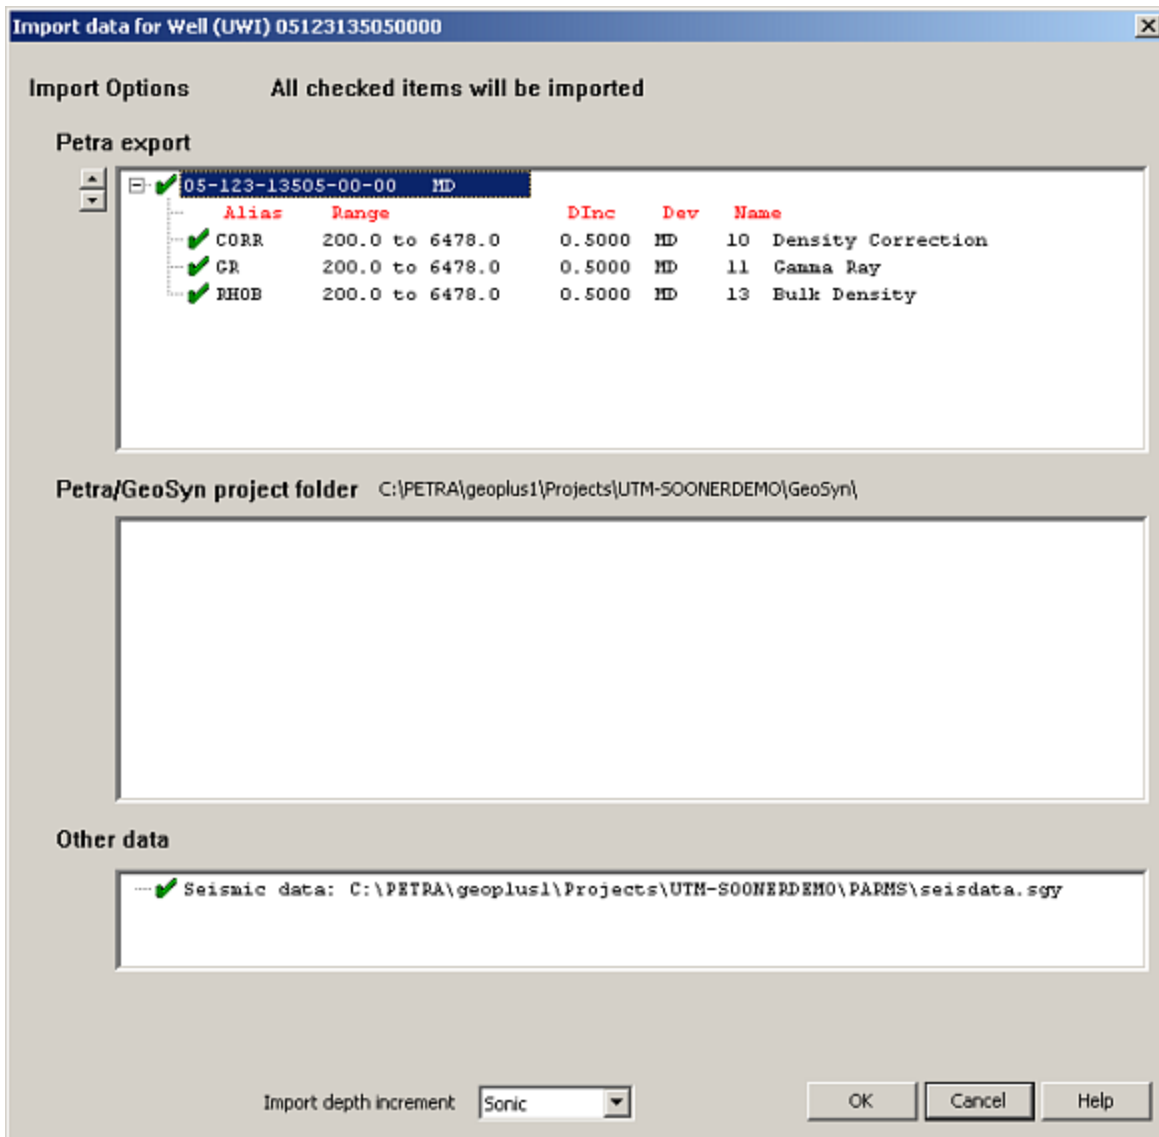 Import data for Well (UWI) 05123135050000
Import Options All checked items will be imported
Petra export
05-123-13505-00-00 MD
Alias Range DInc Dev Name
CORR 200.0 to 6478.0 0.5000 MD 10 Density Correction
GR 200.0 to 6478.0 0.5000 MD 11 Gamma Ray
RHOB 200.0 to 6478.0 0.5000 MD 13 Bulk Density
Petra/GeoSyn project folder C:\PETRA\geoplus1\Projects\UTM-SOONERDEMO\GeoSyn\
Other data
Seismic data: C:\PETRA\geoplus1\Projects\UTM-SOONERDEMO\PARMS\seisdata.sgy
Import depth increment Sonic OK Cancel Help